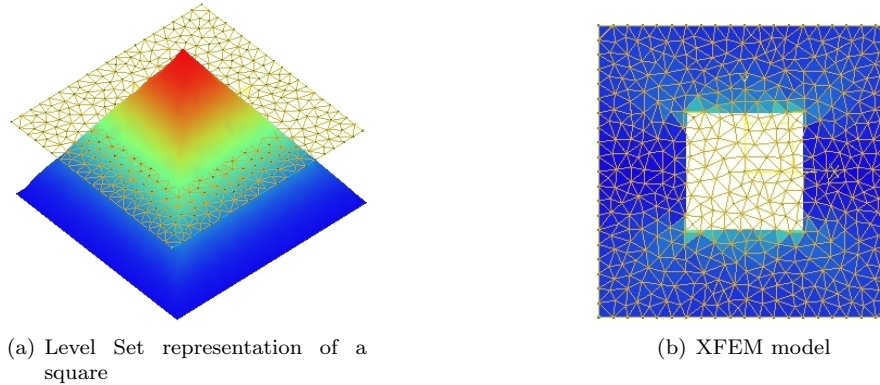 (a) Level Set representation of a
square
(b) XFEM model
Y
X